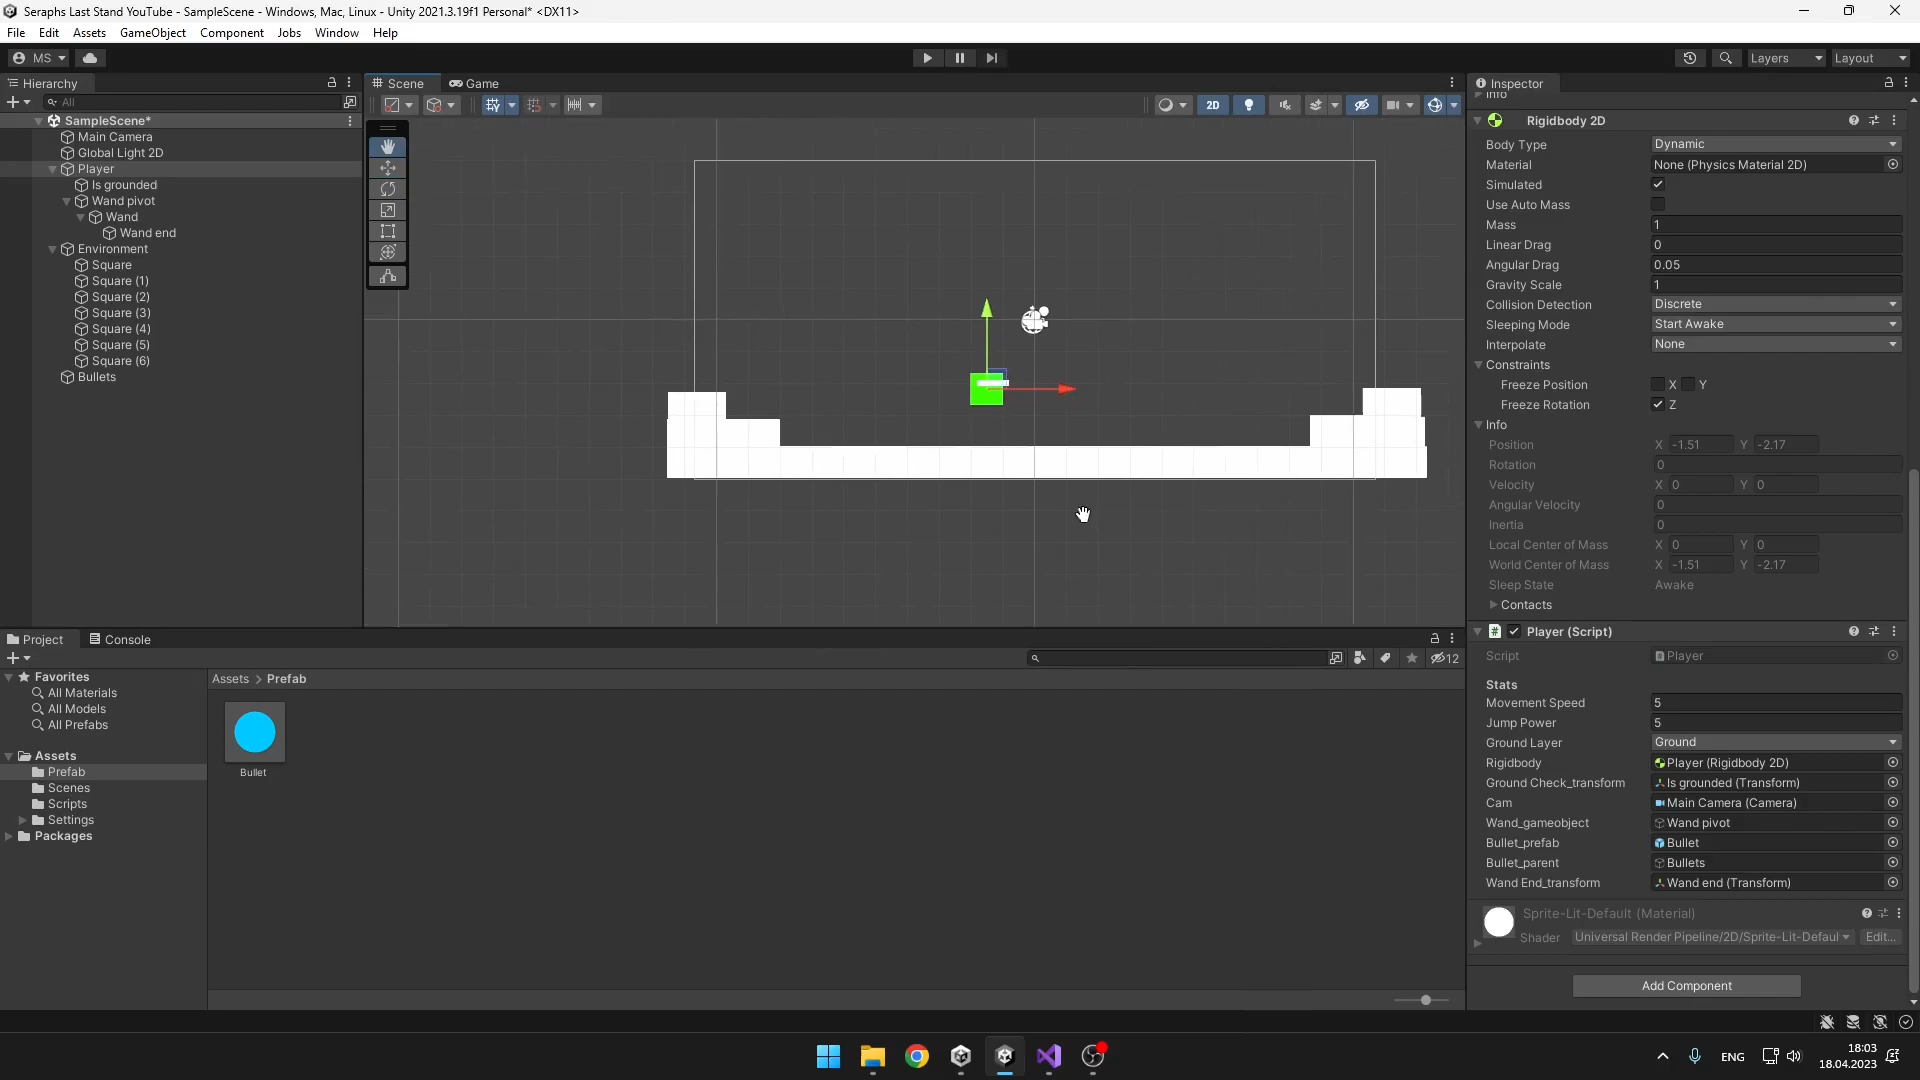 Seraphs Last Stand YouTube - SampleScene - Windows, Mac, Linux - Unity 2021.3.19f1 Personal* <DX11>
File Edit Assets GameObject Component Jobs Window Help
MS Layers Layout
Hierarchy
All
SampleScene*
Main Camera
Global Light 2D
Player
Is grounded
Wand pivot
Wand
Wand end
Environment
Square
Square (1)
Square (2)
Square (3)
Square (4)
Square (5)
Square (6)
Bullets
Scene Game
2D
Inspector
Info
Rigidbody 2D
Body Type Dynamic
Material None (Physics Material 2D)
Simulated
Use Auto Mass
Mass 1
Linear Drag 0
Angular Drag 0.05
Gravity Scale 1
Collision Detection Discrete
Sleeping Mode Start Awake
Interpolate None
Constraints
Freeze Position X Y
Freeze Rotation Z
Info
Position X -1.51 Y -2.17
Rotation 0
Velocity X 0 Y 0
Angular Velocity 0
Inertia 0
Local Center of Mass X 0 Y 0
World Center of Mass X -1.51 Y -2.17
Sleep State Awake
Contacts
Player (Script)
Script Player
Stats
Movement Speed 5
Jump Power 5
Ground Layer Ground
Rigidbody Player (Rigidbody 2D)
Ground Check_transform Is grounded (Transform)
Cam Main Camera (Camera)
Wand_gameobject Wand pivot
Bullet_prefab Bullet
Bullet_parent Bullets
Wand End_transform Wand end (Transform)
Sprite-Lit-Default (Material)
Shader Universal Render Pipeline/2D/Sprite-Lit-Defaul Edit...
Add Component
Project Console
12
Favorites
All Materials
All Models
All Prefabs
Assets
Prefab
Scenes
Scripts
Settings
Packages
Assets > Prefab
Bullet
ENG
18:03
18.04.2023